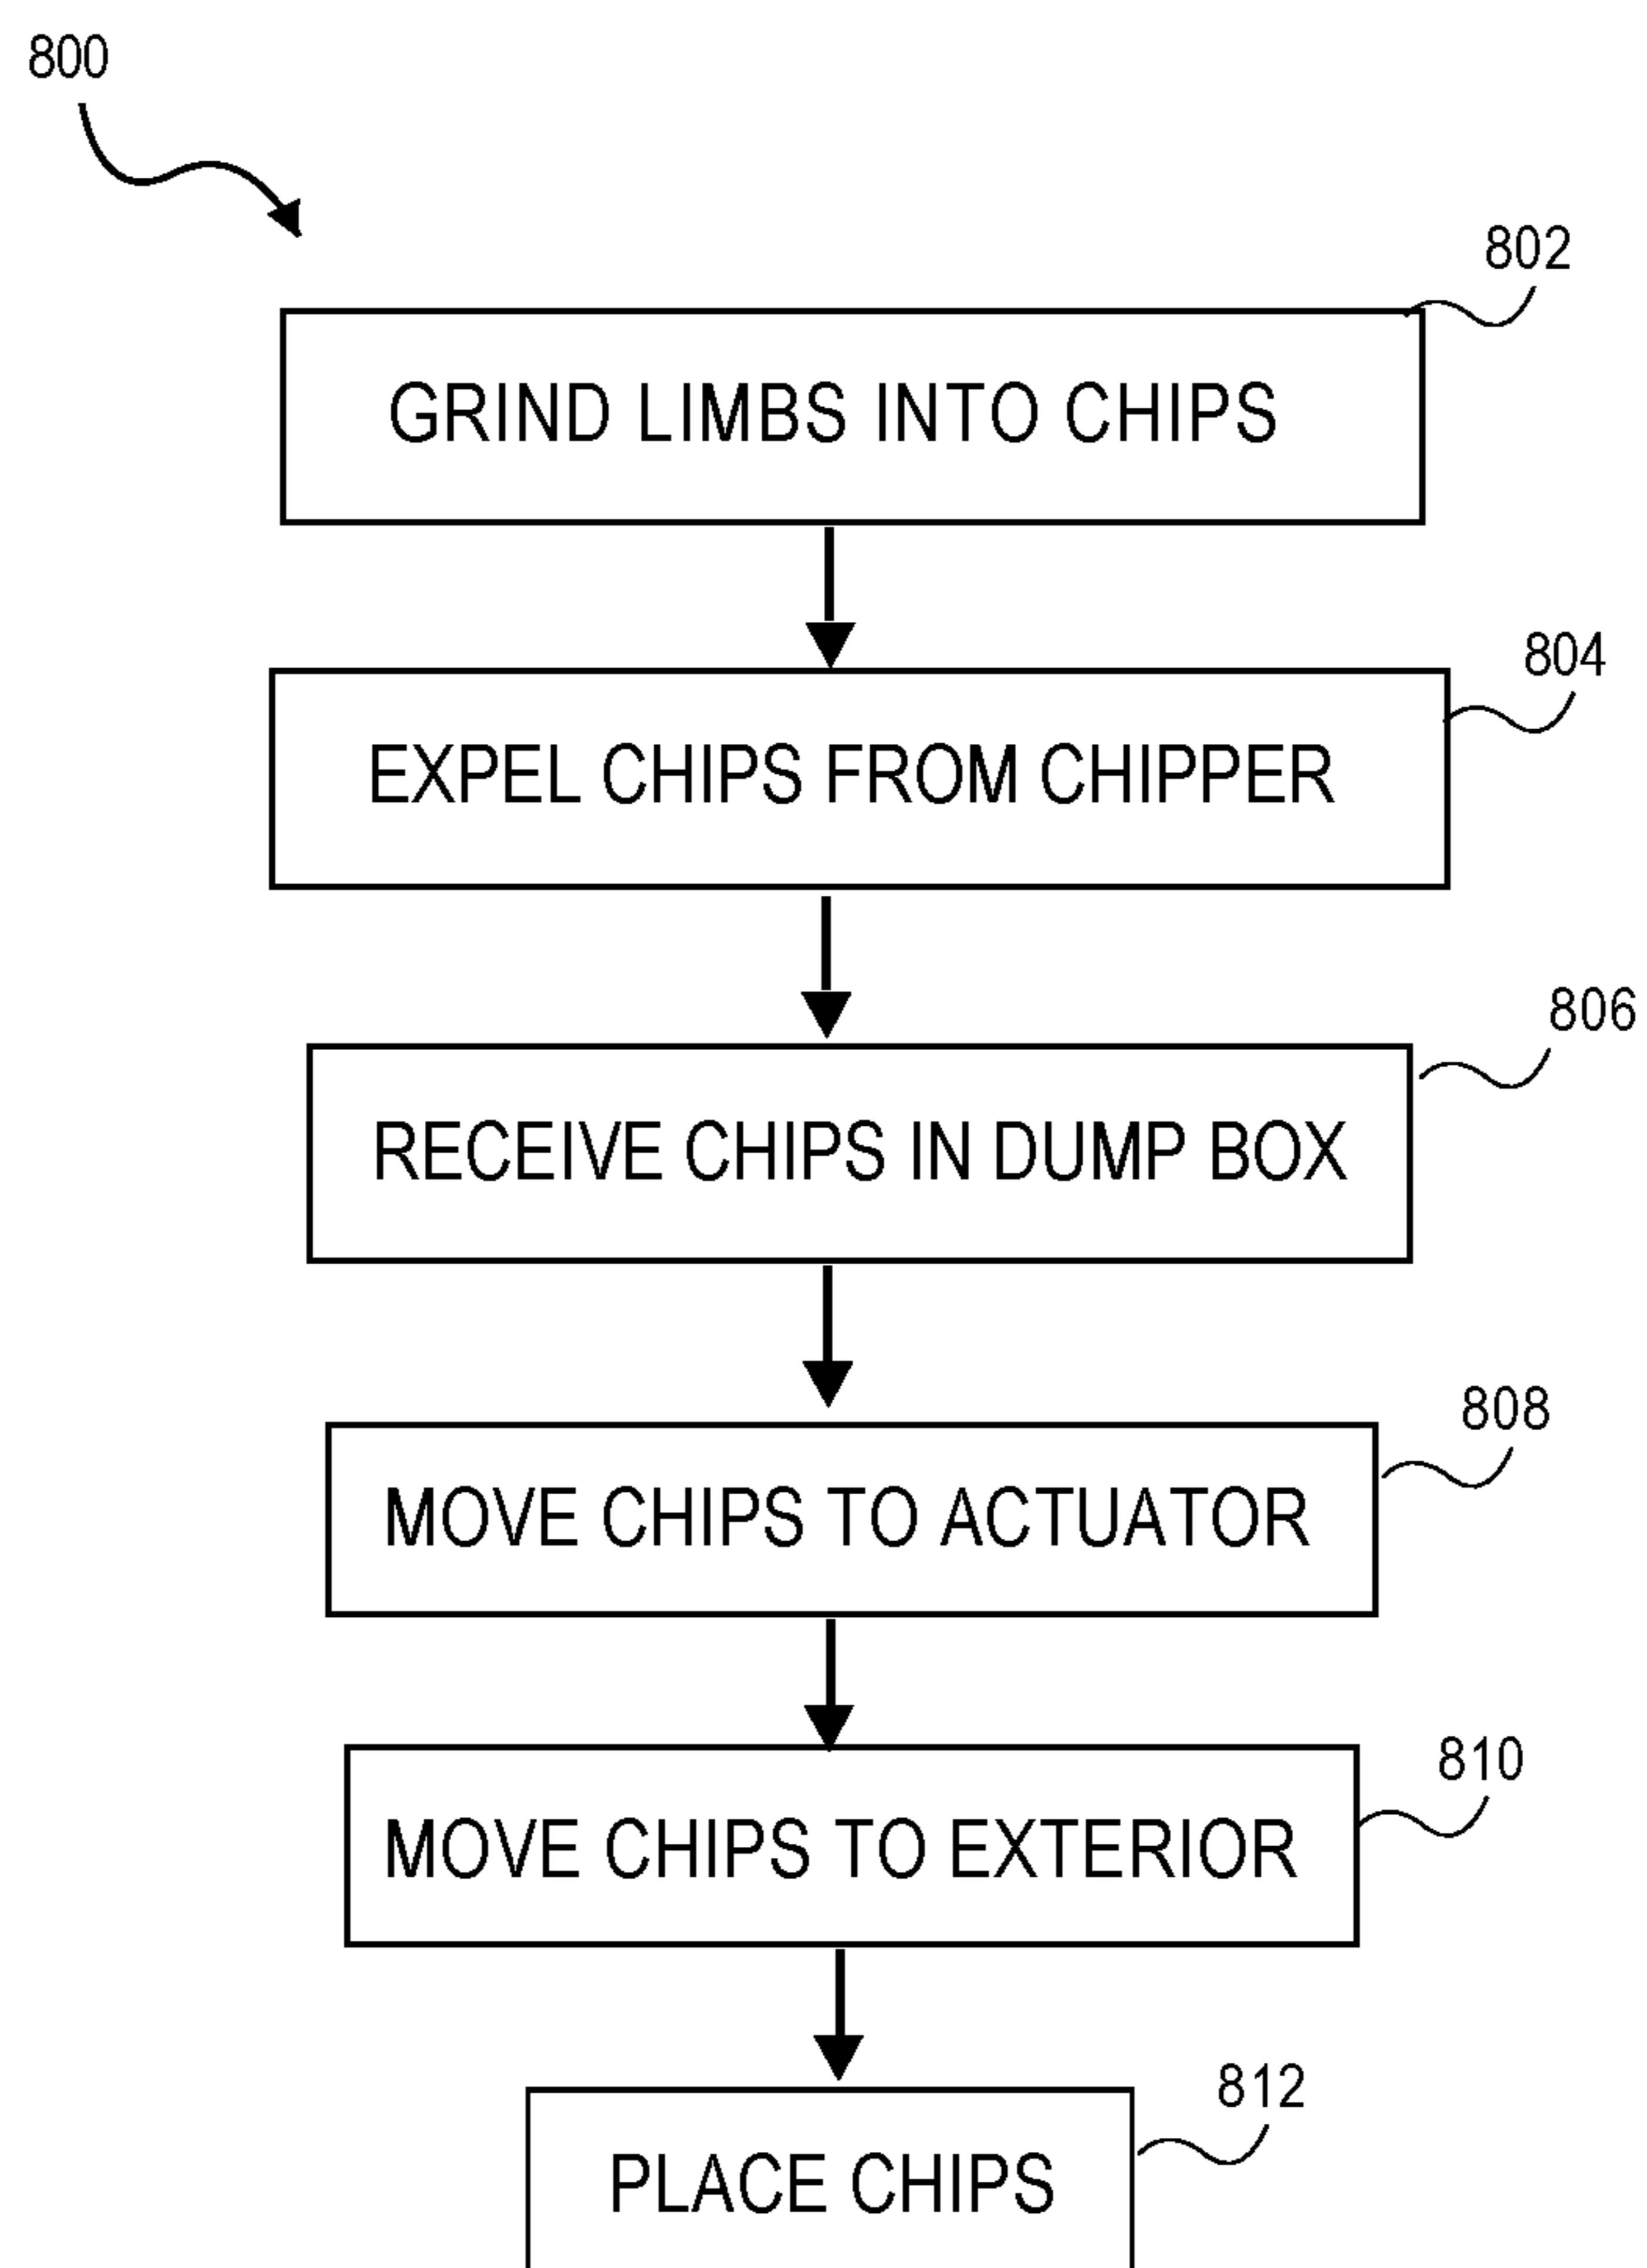 800
802
GRIND LIMBS INTO CHIPS
804
EXPEL CHIPS FROM CHIPPER
806
RECEIVE CHIPS IN DUMP BOX
808
MOVE CHIPS TO ACTUATOR
810
MOVE CHIPS TO EXTERIOR
812
PLACE CHIPS